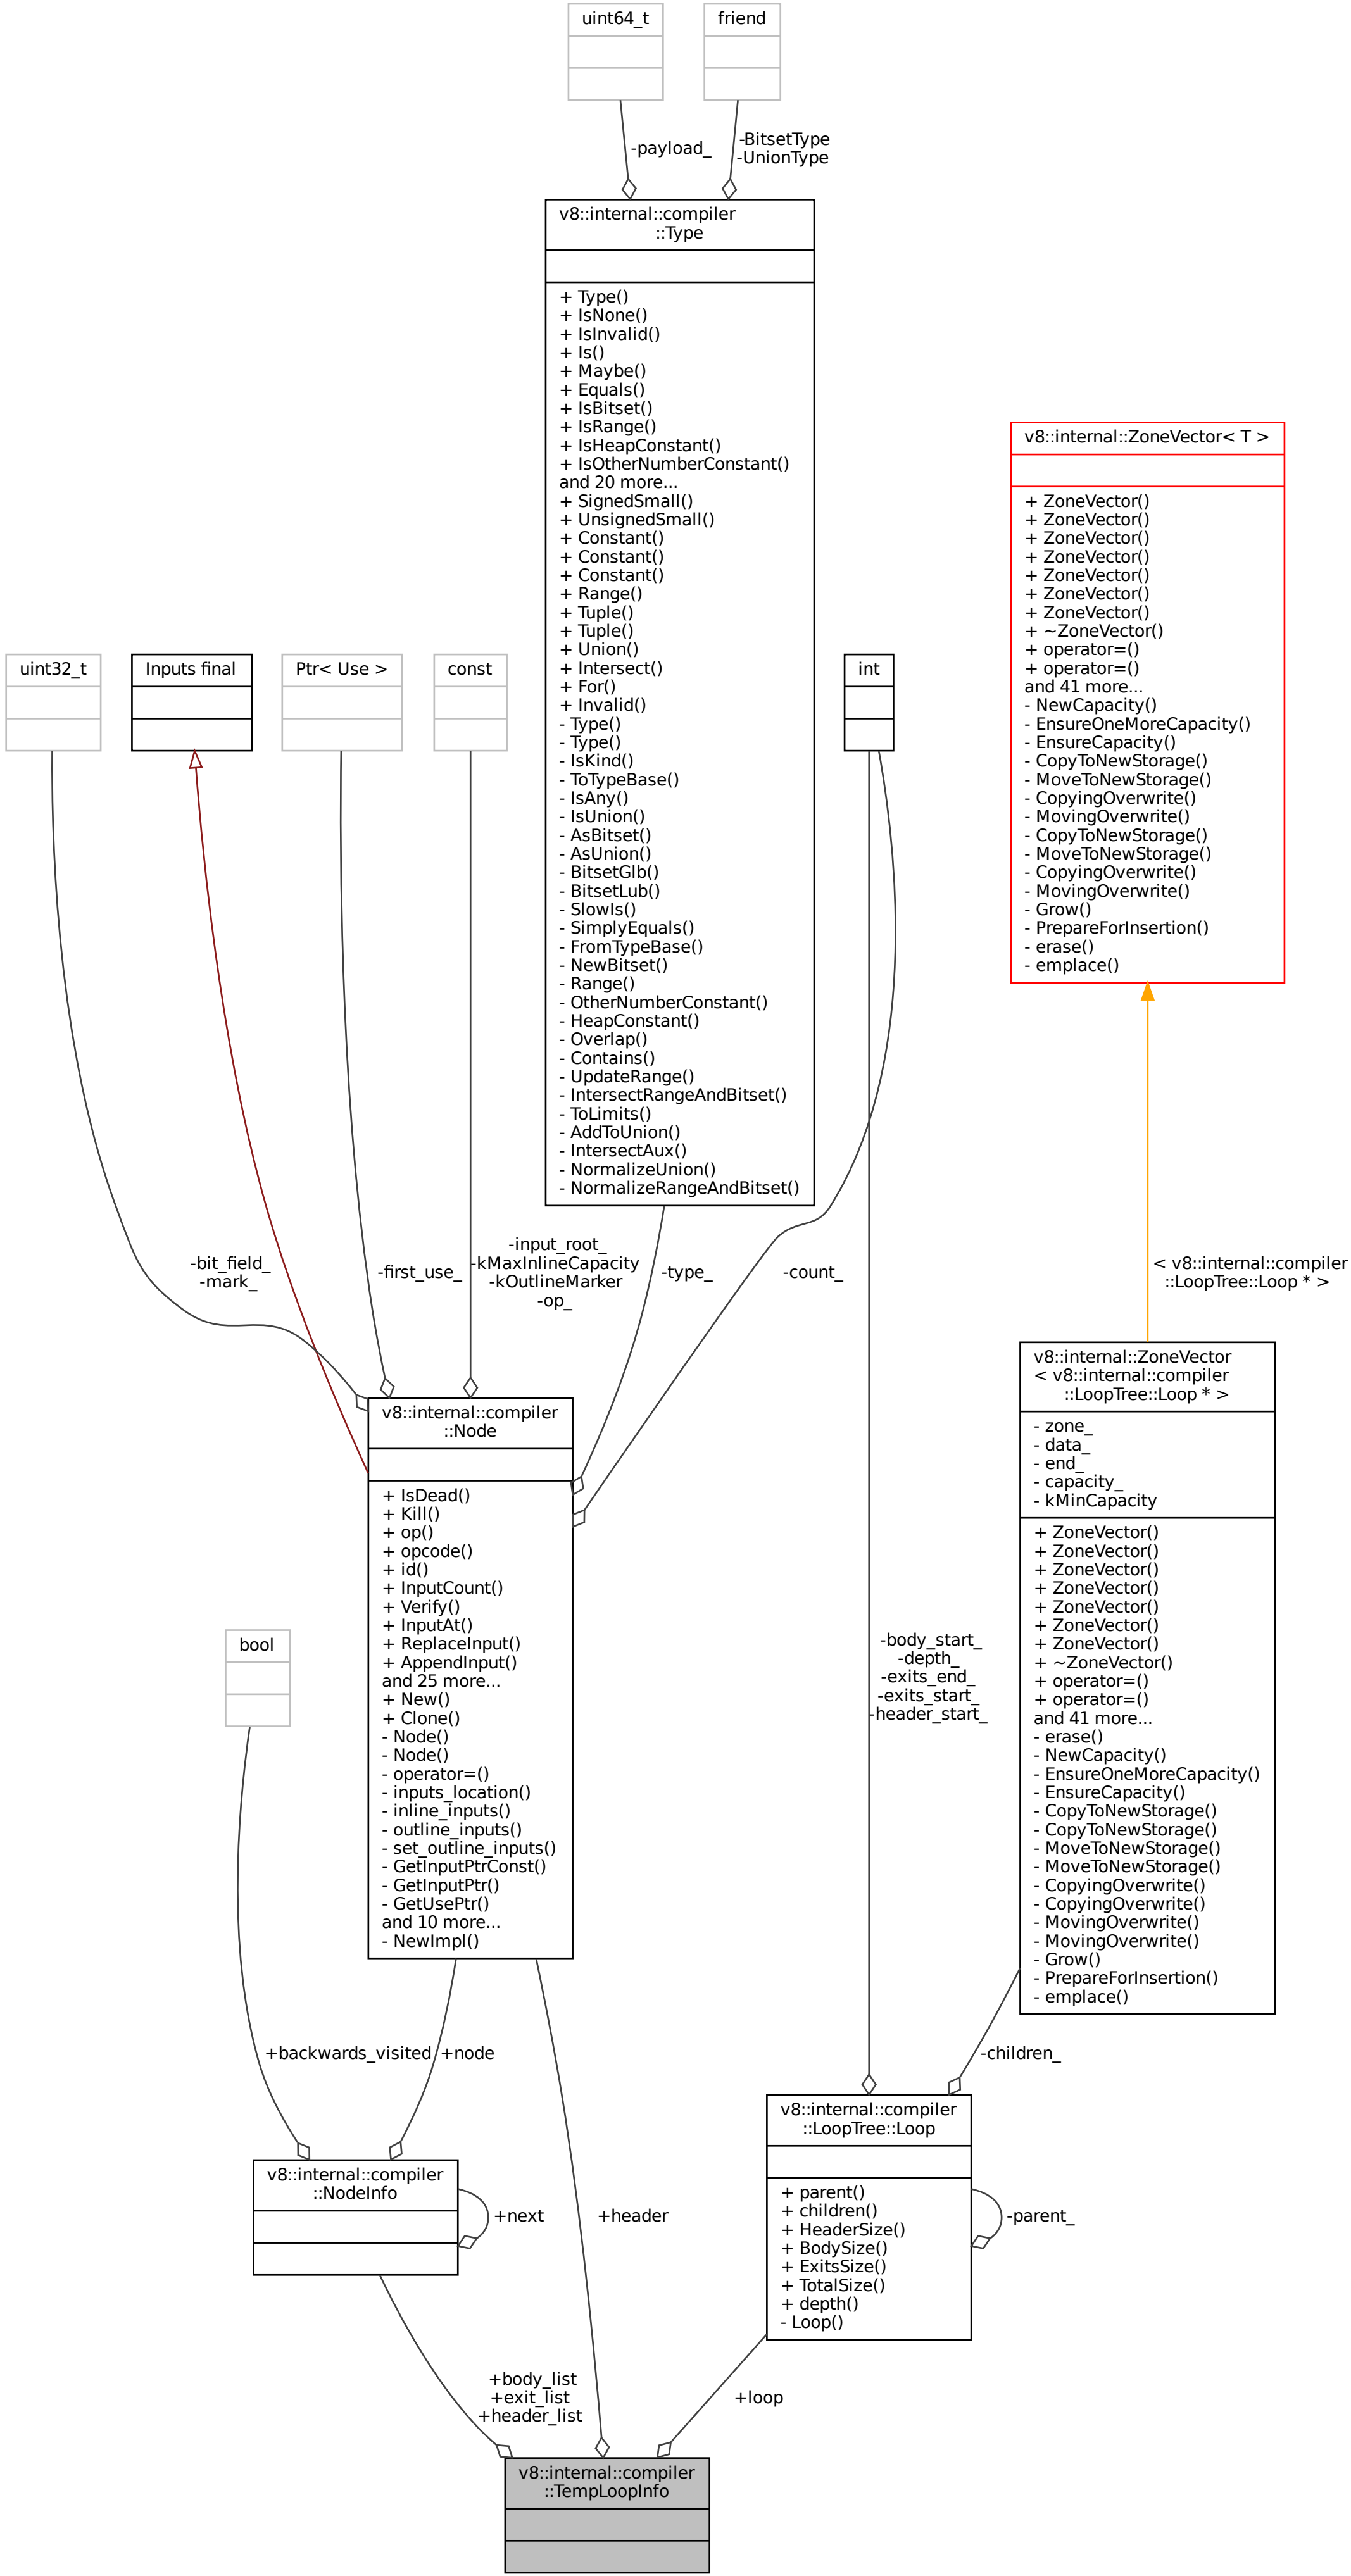 uint64_t
friend
-payload_
-BitsetType
-UnionType
v8::internal::compiler
::Type
+ Type()
+ IsNone()
+ IsInvalid()
+ Is()
+ Maybe()
+ Equals()
+ IsBitset()
+ IsRange()
+ IsHeapConstant()
+ IsOtherNumberConstant()
and 20 more...
+ SignedSmall()
+ UnsignedSmall()
+ Constant()
+ Constant()
+ Constant()
+ Range()
+ Tuple()
+ Tuple()
+ Union()
+ Intersect()
+ For()
+ Invalid()
- Type()
- Type()
- IsKind()
- ToTypeBase()
- IsAny()
- IsUnion()
- AsBitset()
- AsUnion()
- BitsetGlb()
- BitsetLub()
- SlowIs()
- SimplyEquals()
- FromTypeBase()
- NewBitset()
- Range()
- OtherNumberConstant()
- HeapConstant()
- Overlap()
- Contains()
- UpdateRange()
- IntersectRangeAndBitset()
- ToLimits()
- AddToUnion()
- IntersectAux()
- NormalizeUnion()
- NormalizeRangeAndBitset()
v8::internal::ZoneVector< T >
+ ZoneVector()
+ ZoneVector()
+ ZoneVector()
+ ZoneVector()
+ ZoneVector()
+ ZoneVector()
+ ZoneVector()
+ ~ZoneVector()
+ operator=()
+ operator=()
and 41 more...
- NewCapacity()
- EnsureOneMoreCapacity()
- EnsureCapacity()
- CopyToNewStorage()
- MoveToNewStorage()
- CopyingOverwrite()
- MovingOverwrite()
- CopyToNewStorage()
- MoveToNewStorage()
- CopyingOverwrite()
- MovingOverwrite()
- Grow()
- PrepareForInsertion()
- erase()
- emplace()
uint32_t
Inputs final
Ptr< Use >
const
int
-bit_field_
-mark_
-first_use_
-input_root_
-kMaxInlineCapacity
-kOutlineMarker
-op_
-type_
-count_
< v8::internal::compiler
::LoopTree::Loop * >
v8::internal::compiler
::Node
+ IsDead()
+ Kill()
+ op()
+ opcode()
+ id()
+ InputCount()
+ Verify()
+ InputAt()
+ ReplaceInput()
+ AppendInput()
and 25 more...
+ New()
+ Clone()
- Node()
- Node()
- operator=()
- inputs_location()
- inline_inputs()
- outline_inputs()
- set_outline_inputs()
- GetInputPtrConst()
- GetInputPtr()
- GetUsePtr()
and 10 more...
- NewImpl()
v8::internal::ZoneVector
< v8::internal::compiler
::LoopTree::Loop * >
- zone_
- data_
- end_
- capacity_
- kMinCapacity
+ ZoneVector()
+ ZoneVector()
+ ZoneVector()
+ ZoneVector()
+ ZoneVector()
+ ZoneVector()
+ ZoneVector()
+ ~ZoneVector()
+ operator=()
+ operator=()
and 41 more...
- erase()
- NewCapacity()
- EnsureOneMoreCapacity()
- EnsureCapacity()
- CopyToNewStorage()
- CopyToNewStorage()
- MoveToNewStorage()
- MoveToNewStorage()
- CopyingOverwrite()
- CopyingOverwrite()
- MovingOverwrite()
- MovingOverwrite()
- Grow()
- PrepareForInsertion()
- emplace()
bool
-body_start_
-depth_
-exits_end_
-exits_start_
-header_start_
+backwards_visited
+node
-children_
v8::internal::compiler
::NodeInfo
+next
+header
v8::internal::compiler
::LoopTree::Loop
+ parent()
+ children()
+ HeaderSize()
+ BodySize()
+ ExitsSize()
+ TotalSize()
+ depth()
- Loop()
-parent_
+body_list
+exit_list
+header_list
+loop
v8::internal::compiler
::TempLoopInfo